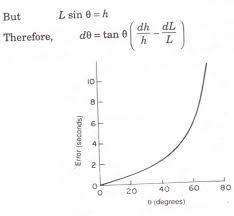 But L sin θ = h
Therefore, dθ = tan θ ( dh/h − dL/L )
Error (seconds)
10
8
6
4
2
0
0 20 40 60 80
θ (degrees)